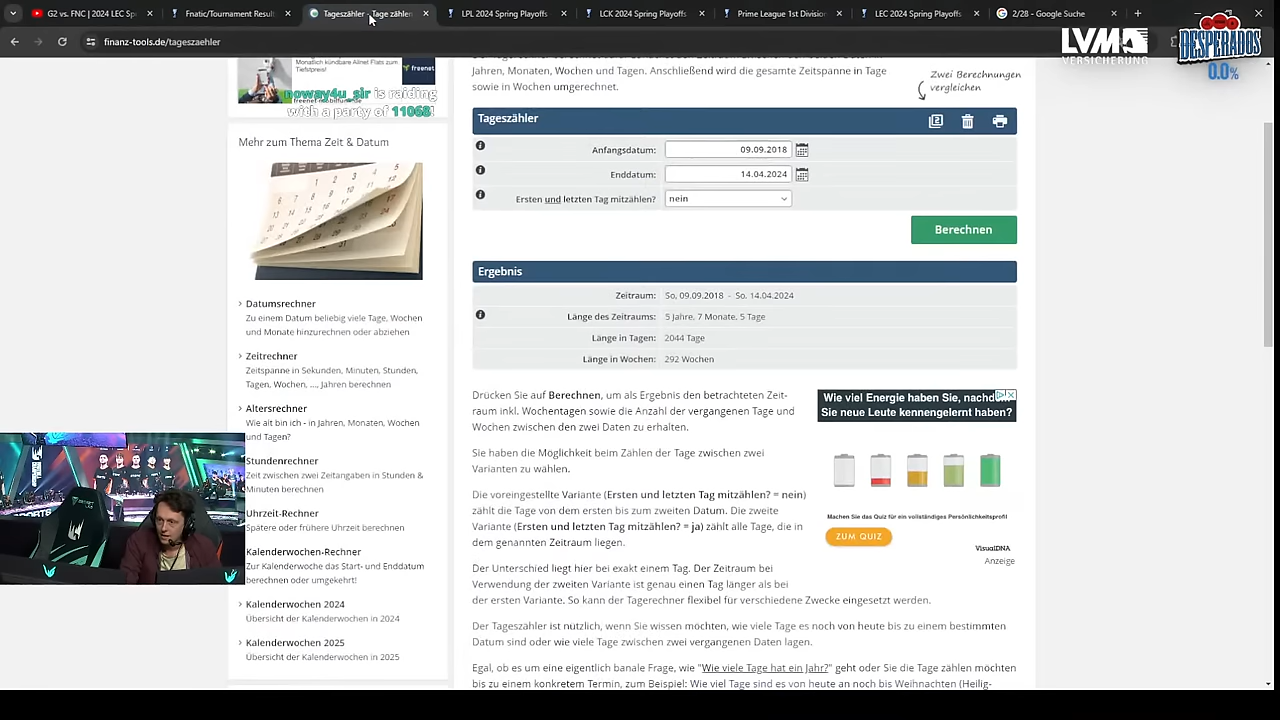 G2 vs. FNC | 2024 LEC Sp
Fnatic/Tournament Result
Tageszähler - Tage zählen
LPL 2024 Spring Playoffs
LCK 2024 Spring Playoffs
Prime League 1st Division
LEC 2024 Spring Playoffs
2/28 - Google Suche
finanz-tools.de/tageszaehler
LVM
VERSICHERUNG
DESPERADOS
0.0%
Monatlich kündbare Allnet Flats zum
Tiefstpreis!
freenet
noway4u_sir is raiding
with a party of 11068!
Jahren, Monaten, Wochen und Tagen. Anschließend wird die gesamte Zeitspanne in Tage
sowie in Wochen umgerechnet.
Zwei Berechnungen
vergleichen
Tageszähler
Anfangsdatum:
09.09.2018
Enddatum:
14.04.2024
Ersten und letzten Tag mitzählen?
nein
Berechnen
Ergebnis
Zeitraum:
So, 09.09.2018 - So. 14.04.2024
Länge des Zeitraums:
5 Jahre, 7 Monate, 5 Tage
Länge in Tagen:
2044 Tage
Länge in Wochen:
292 Wochen
Mehr zum Thema Zeit & Datum
Datumsrechner
Zu einem Datum beliebig viele Tage, Wochen
und Monate hinzurechnen oder abziehen
Zeitrechner
Zeitspanne in Sekunden, Minuten, Stunden,
Tagen, Wochen, ..., Jahren berechnen
Altersrechner
Wie alt bin ich - in Jahren, Monaten, Wochen
und Tagen?
Stundenrechner
Zeit zwischen zwei Zeitangaben in Stunden &
Minuten berechnen
Uhrzeit-Rechner
Spätere oder frühere Uhrzeit berechnen
Kalenderwochen-Rechner
Zur Kalenderwoche das Start- und Enddatum
berechnen oder umgekehrt!
Kalenderwochen 2024
Übersicht der Kalenderwochen in 2024
Kalenderwochen 2025
Übersicht der Kalenderwochen in 2025
Drücken Sie auf Berechnen, um als Ergebnis den betrachteten Zeit-
raum inkl. Wochentagen sowie die Anzahl der vergangenen Tage und
Wochen zwischen den zwei Daten zu erhalten.
Sie haben die Möglichkeit beim Zählen der Tage zwischen zwei
Varianten zu wählen.
Die voreingestellte Variante (Ersten und letzten Tag mitzählen? = nein)
zählt die Tage von dem ersten bis zum zweiten Datum. Die zweite
Variante (Ersten und letzten Tag mitzählen? = ja) zählt alle Tage, die in
dem genannten Zeitraum liegen.
Der Unterschied liegt hier bei exakt einem Tag. Der Zeitraum bei
Verwendung der zweiten Variante ist genau einen Tag länger als bei
der ersten Variante. So kann der Tagerechner flexibel für verschiedene Zwecke eingesetzt werden.
Der Tageszähler ist nützlich, wenn Sie wissen möchten, wie viele Tage es noch von heute bis zu einem bestimmten
Datum sind oder wie viele Tage zwischen zwei vergangenen Daten lagen.
Egal, ob es um eine eigentlich banale Frage, wie "Wie viele Tage hat ein Jahr?" geht oder Sie die Tage zählen möchten
bis zu einem konkretem Termin, zum Beispiel: Wie viel Tage sind es von heute an noch bis Weihnachten (Heilig-
Wie viel Energie haben Sie, nachdem
Sie neue Leute kennengelernt haben?
Machen Sie das Quiz für ein vollständiges Persönlichkeitsprofil
ZUM QUIZ
VisualDNA
Anzeige